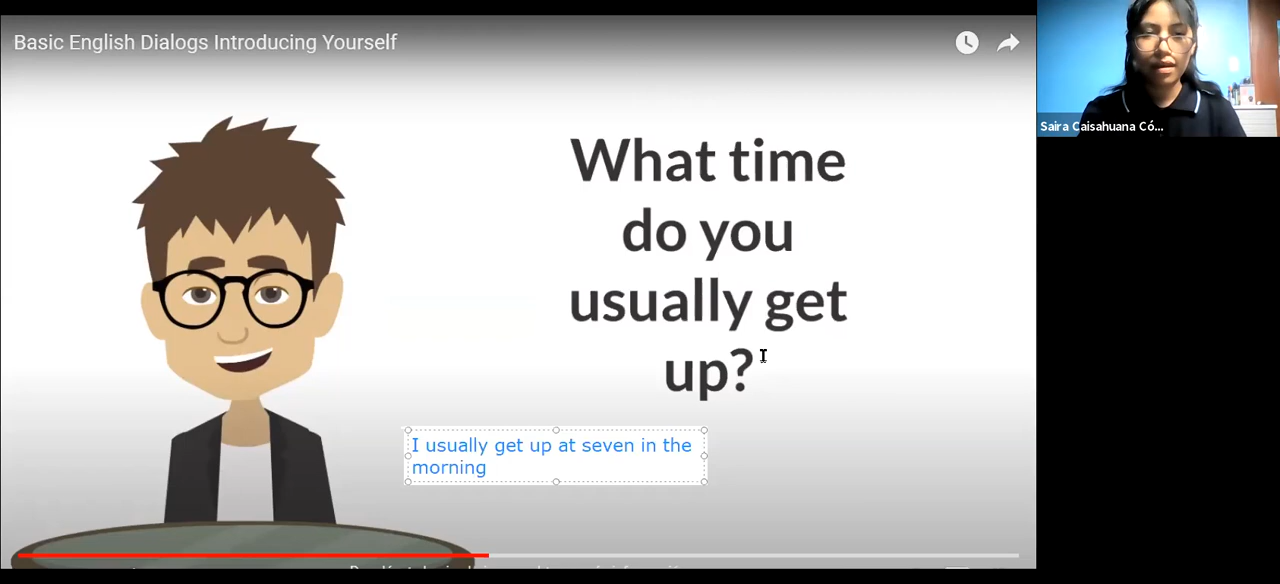 Basic English Dialogs Introducing Yourself
Saira Caisahuana Có...
What time
do you
usually get
up?
I usually get up at seven in the
morning